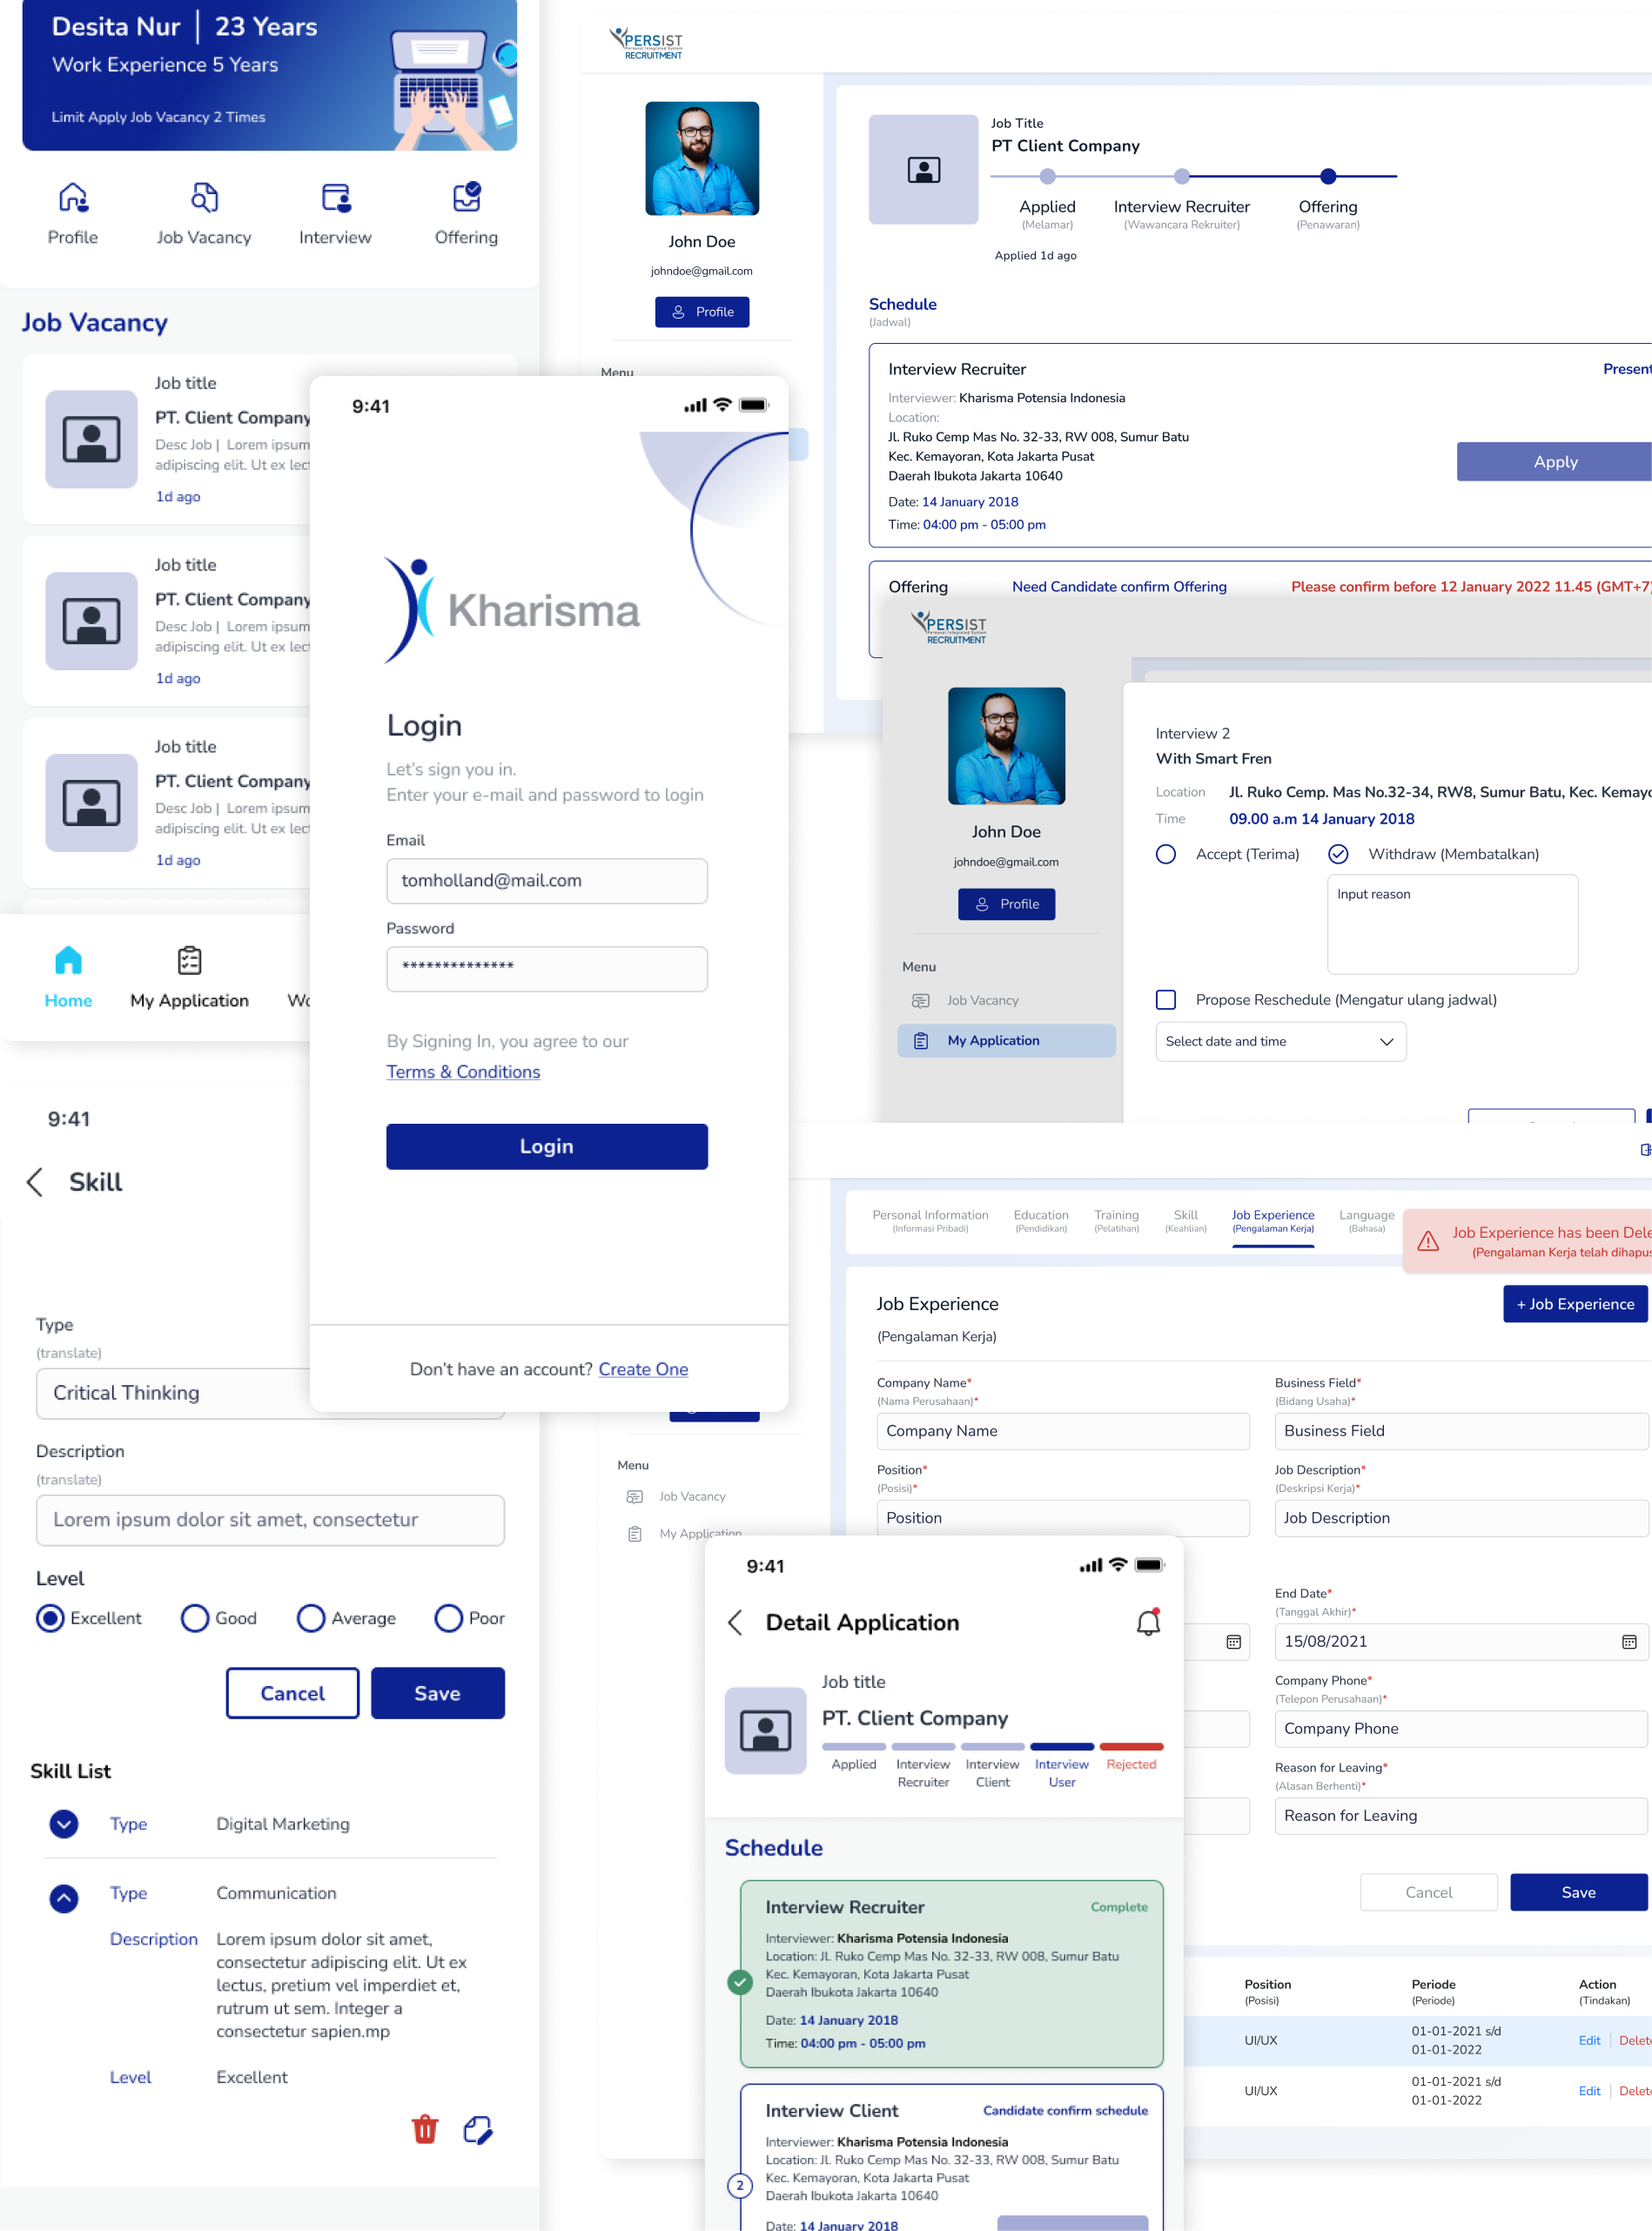 Desita Nur | 23 Years
Work Experience 5 Years
Limit Apply Job Vacancy 2 Times
Profile
Job Vacancy
Interview
Offering
Job Vacancy
Job title
PT. Client Company
Desc Job | Lorem ipsum
adipiscing elit. Ut ex
1d ago
Job title
PT. Client Company
Desc Job | Lorem ipsum
adipiscing elit. Ut ex
1d ago
Job title
PT. Client Company
Desc Job | Lorem ipsum
adipiscing elit. Ut ex
1d ago
Home
My Application
9:41
Kharisma
Login
Let's sign you in.
Enter your e-mail and password to login
Email
tomholland@mail.com
Password
**************
By Signing In, you agree to our
Terms & Conditions
Login
Don't have an account? Create One
PERSIST
Personal Integrated System
RECRUITMENT
John Doe
johndoe@gmail.com
Profile
Menu
Job Title
PT Client Company
Applied
(Melamar)
Interview Recruiter
(Wawancara Rekruiter)
Offering
(Penawaran)
Applied 1d ago
Schedule
(Jadwal)
Interview Recruiter
Present
Interviewer: Kharisma Potensia Indonesia
Location:
Jl. Ruko Cemp Mas No. 32-33, RW 008, Sumur Batu
Kec. Kemayoran, Kota Jakarta Pusat
Daerah Ibukota Jakarta 10640
Date: 14 January 2018
Time: 04:00 pm - 05:00 pm
Apply
Offering
Need Candidate confirm Offering
Please confirm before 12 January 2022 11.45 (GMT+7)
PERSIST
Personal Integrated System
RECRUITMENT
John Doe
johndoe@gmail.com
Profile
Menu
Job Vacancy
My Application
Interview 2
With Smart Fren
Location Jl. Ruko Cemp. Mas No.32-34, RW8, Sumur Batu, Kec.
Time 09.00 a.m 14 January 2018
Accept (Terima)
Withdraw (Membatalkan)
Input reason
Propose Reschedule (Mengatur ulang jadwal)
Select date and time
9:41
Skill
Type
(translate)
Critical Thinking
Description
(translate)
Lorem ipsum dolor sit amet, consectetur
Level
Excellent
Good
Average
Poor
Cancel
Save
Skill List
Type Digital Marketing
Type Communication
Description Lorem ipsum dolor sit amet,
consectetur adipiscing elit. Ut ex
lectus, pretium vel imperdiet et,
rutrum ut sem. Integer a
consectetur sapien.mp
Level Excellent
Personal Information
(Informasi Pribadi)
Education
(Pendidikan)
Training
(Pelatihan)
Skill
(Keahlian)
Job Experience
(Pengalaman Kerja)
Language
(Bahasa)
Job Experience has been
(Pengalaman Kerja telah
Job Experience
(Pengalaman Kerja)
+ Job Experience
Company Name*
(Nama Perusahaan)*
Company Name
Business Field*
(Bidang Usaha)*
Business Field
Position*
(Posisi)*
Position
Job Description*
(Deskripsi Kerja)*
Job Description
End Date*
(Tanggal Akhir)*
15/08/2021
Company Phone*
(Telepon Perusahaan)*
Company Phone
Reason for Leaving*
(Alasan Berhenti)*
Reason for Leaving
Cancel
Save
Menu
Job Vacancy
My Application
Position
(Posisi)
Periode
(Periode)
Action
(Tindakan)
UI/UX
01-01-2021 s/d
01-01-2022
Edit | Delete
UI/UX
01-01-2021 s/d
01-01-2022
Edit | Delete
9:41
Detail Application
Job title
PT. Client Company
Applied
Interview
Recruiter
Interview
Client
Interview
User
Rejected
Schedule
Interview Recruiter
Complete
Interviewer: Kharisma Potensia Indonesia
Location: Jl. Ruko Cemp Mas No. 32-33, RW 008, Sumur Batu
Kec. Kemayoran, Kota Jakarta Pusat
Daerah Ibukota Jakarta 10640
Date: 14 January 2018
Time: 04:00 pm - 05:00 pm
2
Interview Client
Candidate confirm schedule
Interviewer: Kharisma Potensia Indonesia
Location: Jl. Ruko Cemp Mas No. 32-33, RW 008, Sumur Batu
Kec. Kemayoran, Kota Jakarta Pusat
Daerah Ibukota Jakarta 10640
Date: 14 January 2018